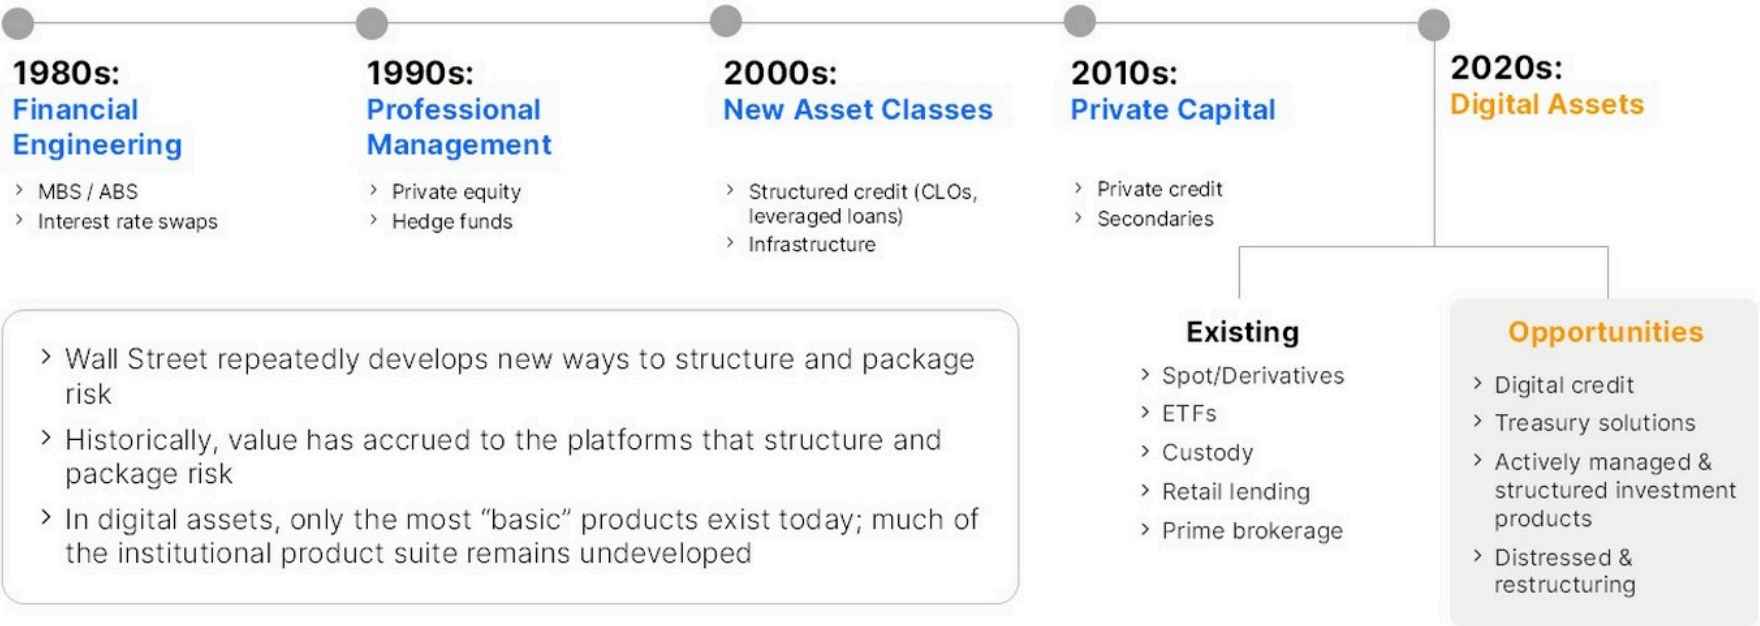 1980s:
Financial
Engineering
› MBS / ABS
› Interest rate swaps
1990s:
Professional
Management
› Private equity
› Hedge funds
2000s:
New Asset Classes
› Structured credit (CLOs,
leveraged loans)
› Infrastructure
2010s:
Private Capital
› Private credit
› Secondaries
2020s:
Digital Assets
› Wall Street repeatedly develops new ways to structure and package
risk
› Historically, value has accrued to the platforms that structure and
package risk
› In digital assets, only the most “basic” products exist today; much of
the institutional product suite remains undeveloped
Existing
› Spot/Derivatives
› ETFs
› Custody
› Retail lending
› Prime brokerage
Opportunities
› Digital credit
› Treasury solutions
› Actively managed &
structured investment
products
› Distressed &
restructuring